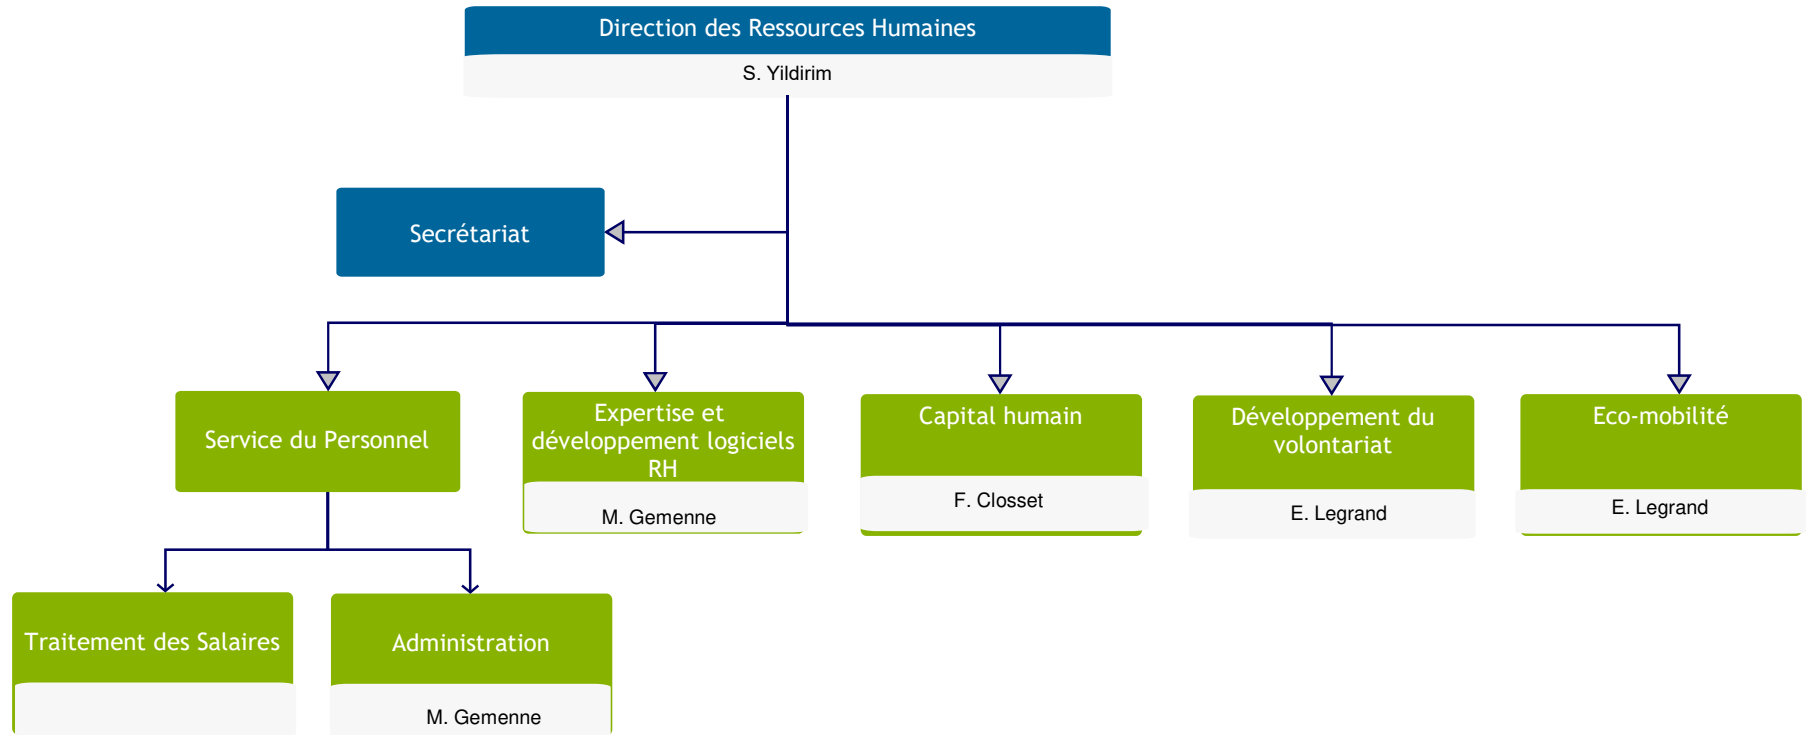 Direction des Ressources Humaines
S. Yildirim
Secrétariat
Service du Personnel
Expertise et
développement logiciels
RH
M. Gemenne
Capital humain
F. Closset
Développement du
volontariat
E. Legrand
Eco-mobilité
E. Legrand
Traitement des Salaires
Administration
M. Gemenne